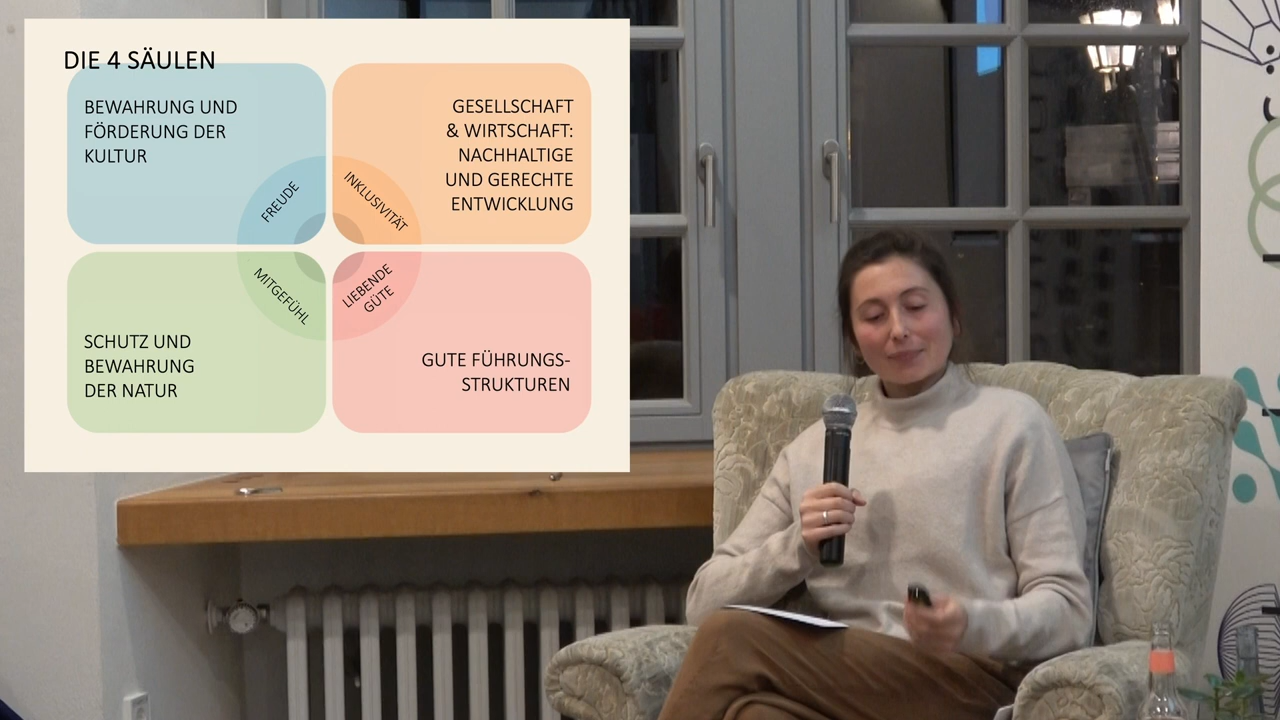 DIE 4 SÄULEN
BEWAHRUNG UND
FÖRDERUNG DER
KULTUR
GESELLSCHAFT
& WIRTSCHAFT:
NACHHALTIGE
UND GERECHTE
ENTWICKLUNG
FREUDE
INKLUSIVITÄT
MITGEFÜHL
LIEBENDE
GÜTE
SCHUTZ UND
BEWAHRUNG
DER NATUR
GUTE FÜHRUNGS-
STRUKTUREN